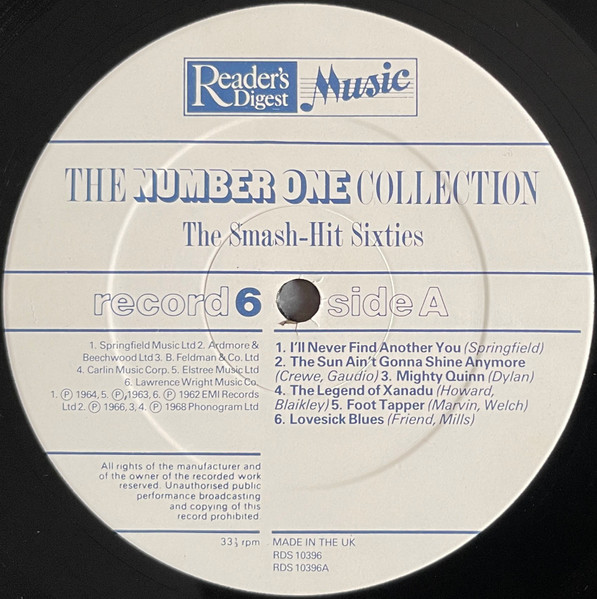 Reader's
Digest
Music
THE NUMBER ONE COLLECTION
The Smash-Hit Sixties
record 6 side A
1. Springfield Music Ltd 2. Ardmore &
Beechwood Ltd 3. B. Feldman & Co. Ltd
4. Carlin Music Corp. 5. Elstree Music Ltd
6. Lawrence Wright Music Co.
1. ℗ 1964, 5. ℗,1963, 6. ℗ 1962 EMI Records
Ltd 2. ℗ 1966, 3, 4. ℗ 1968 Phonogram Ltd
1. I'll Never Find Another You (Springfield)
2. The Sun Ain't Gonna Shine Anymore
(Crewe, Gaudio) 3. Mighty Quinn (Dylan)
4. The Legend of Xanadu (Howard,
Blaikley) 5. Foot Tapper (Marvin, Welch)
6. Lovesick Blues (Friend, Mills)
All rights of the manufacturer and
of the owner of the recorded work
reserved. Unauthorised public
performance broadcasting
and copying of this
record prohibited.
33⅓ rpm
MADE IN THE UK
RDS 10396
RDS 10396A